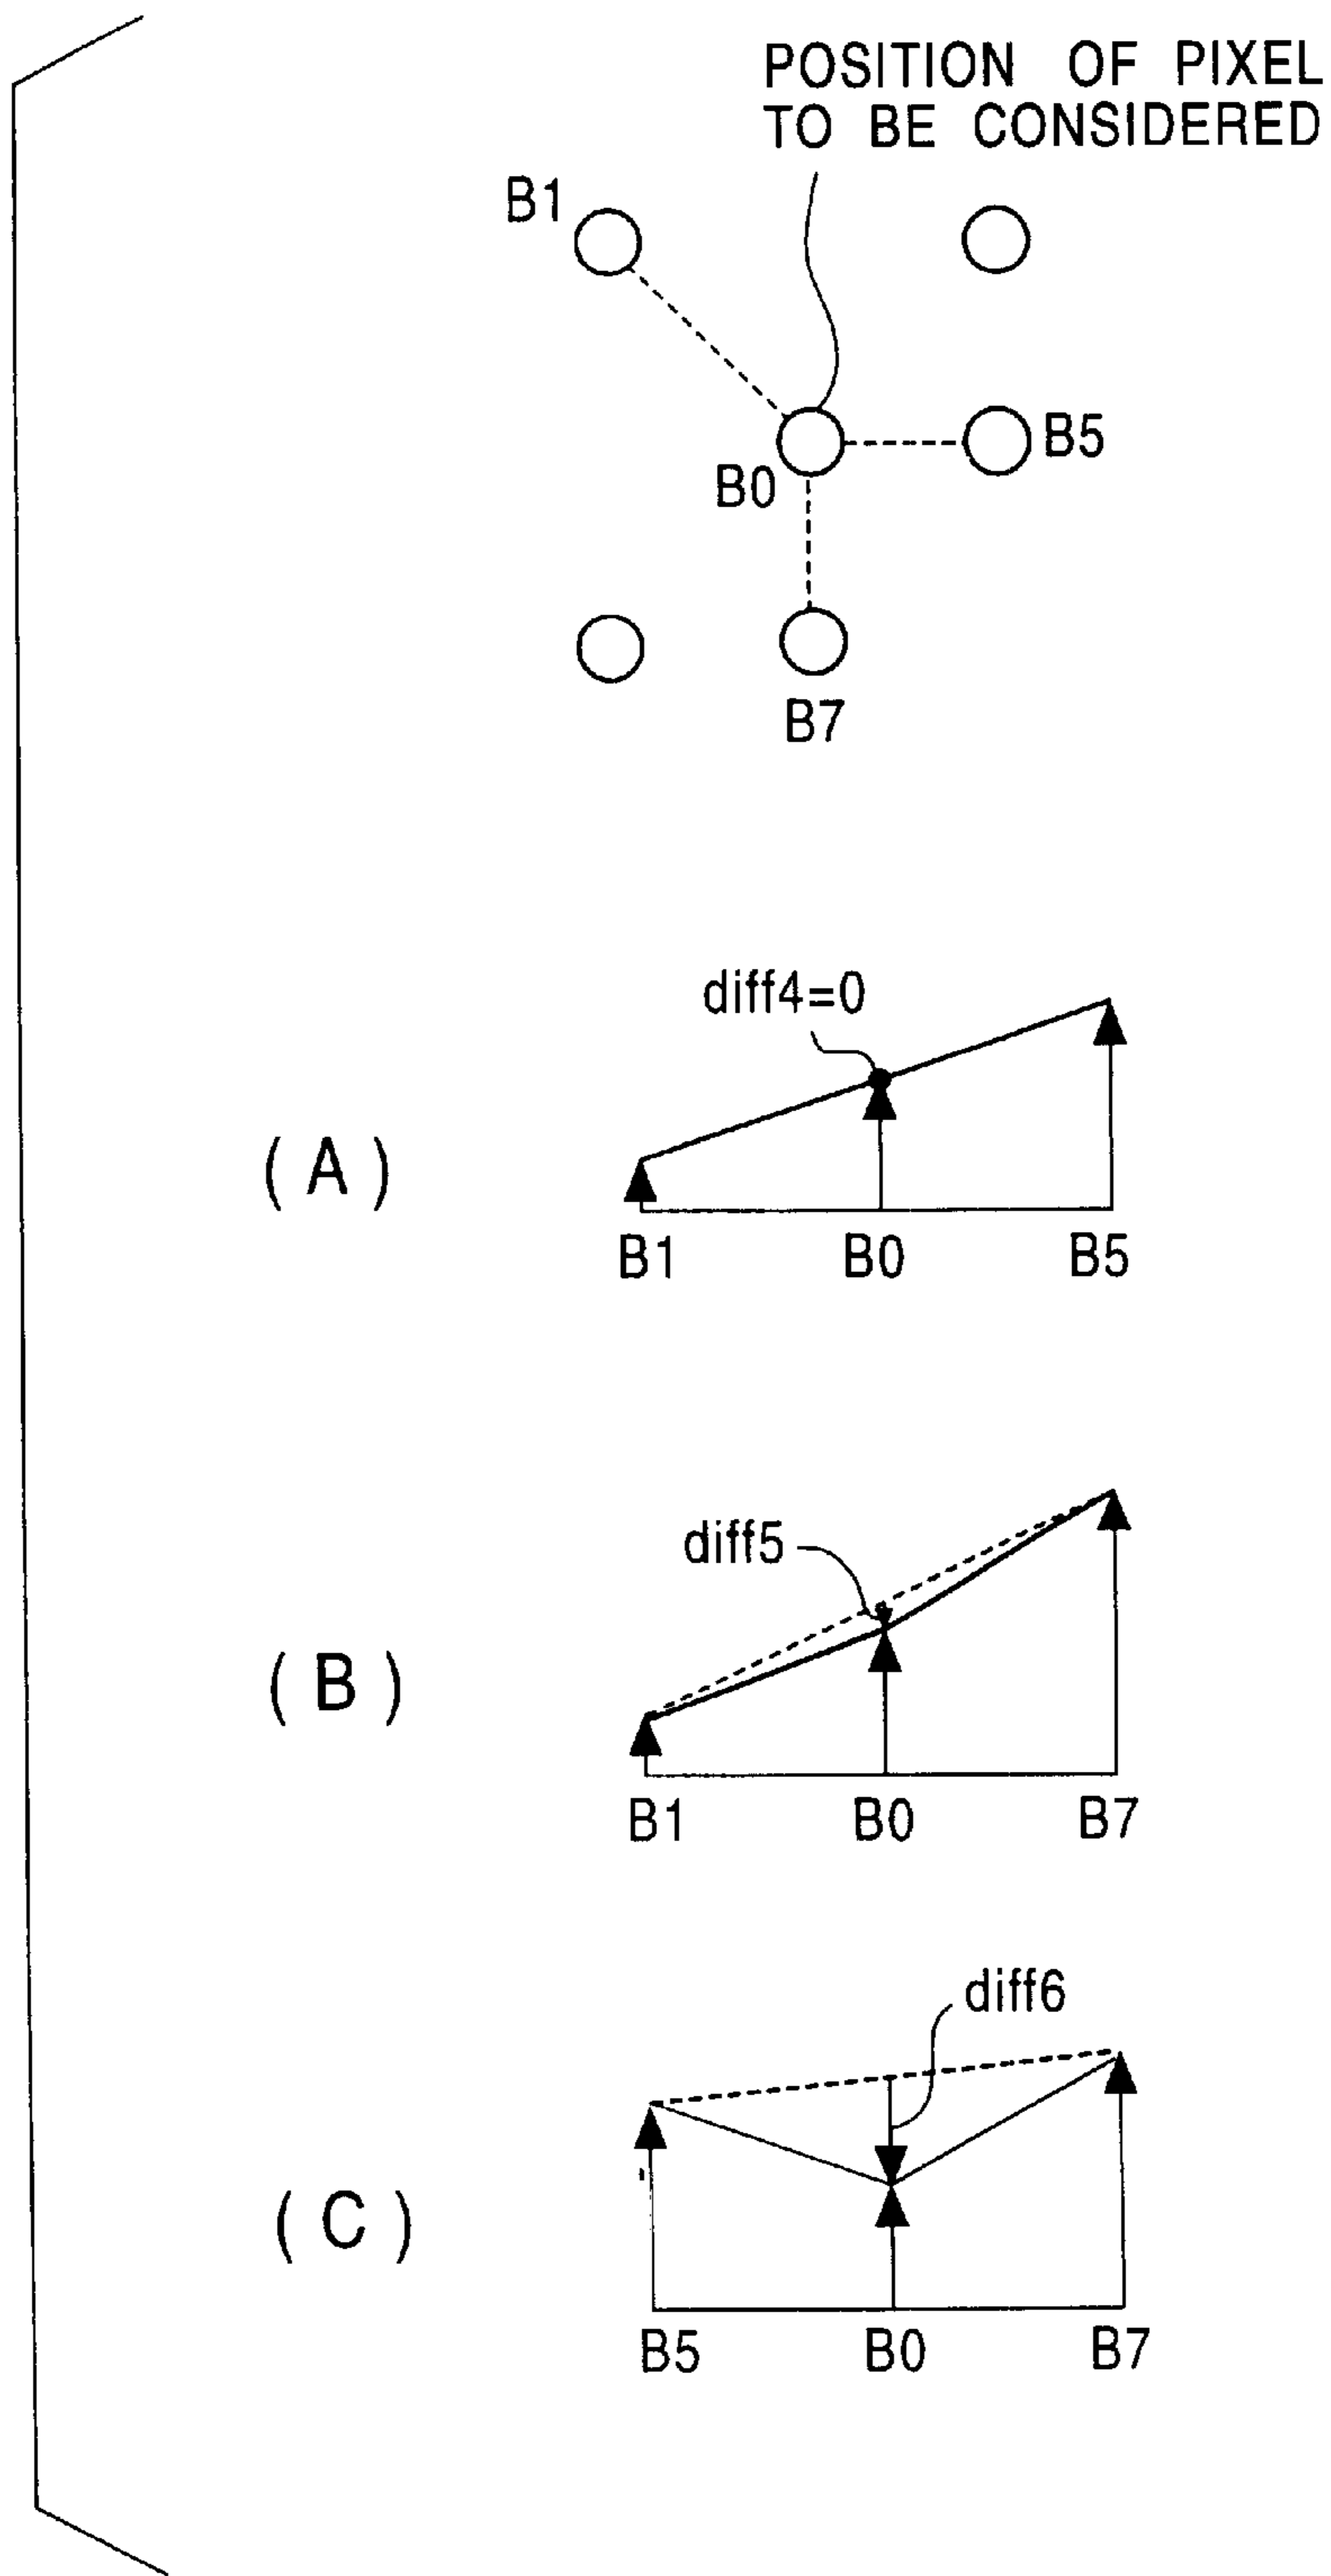 POSITION OF PIXEL
TO BE CONSIDERED
B1
B5
B0
B7
diff4=0
(A)
B1 B0 B5
diff5
(B)
B1 B0 B7
diff6
(C)
B5 B0 B7